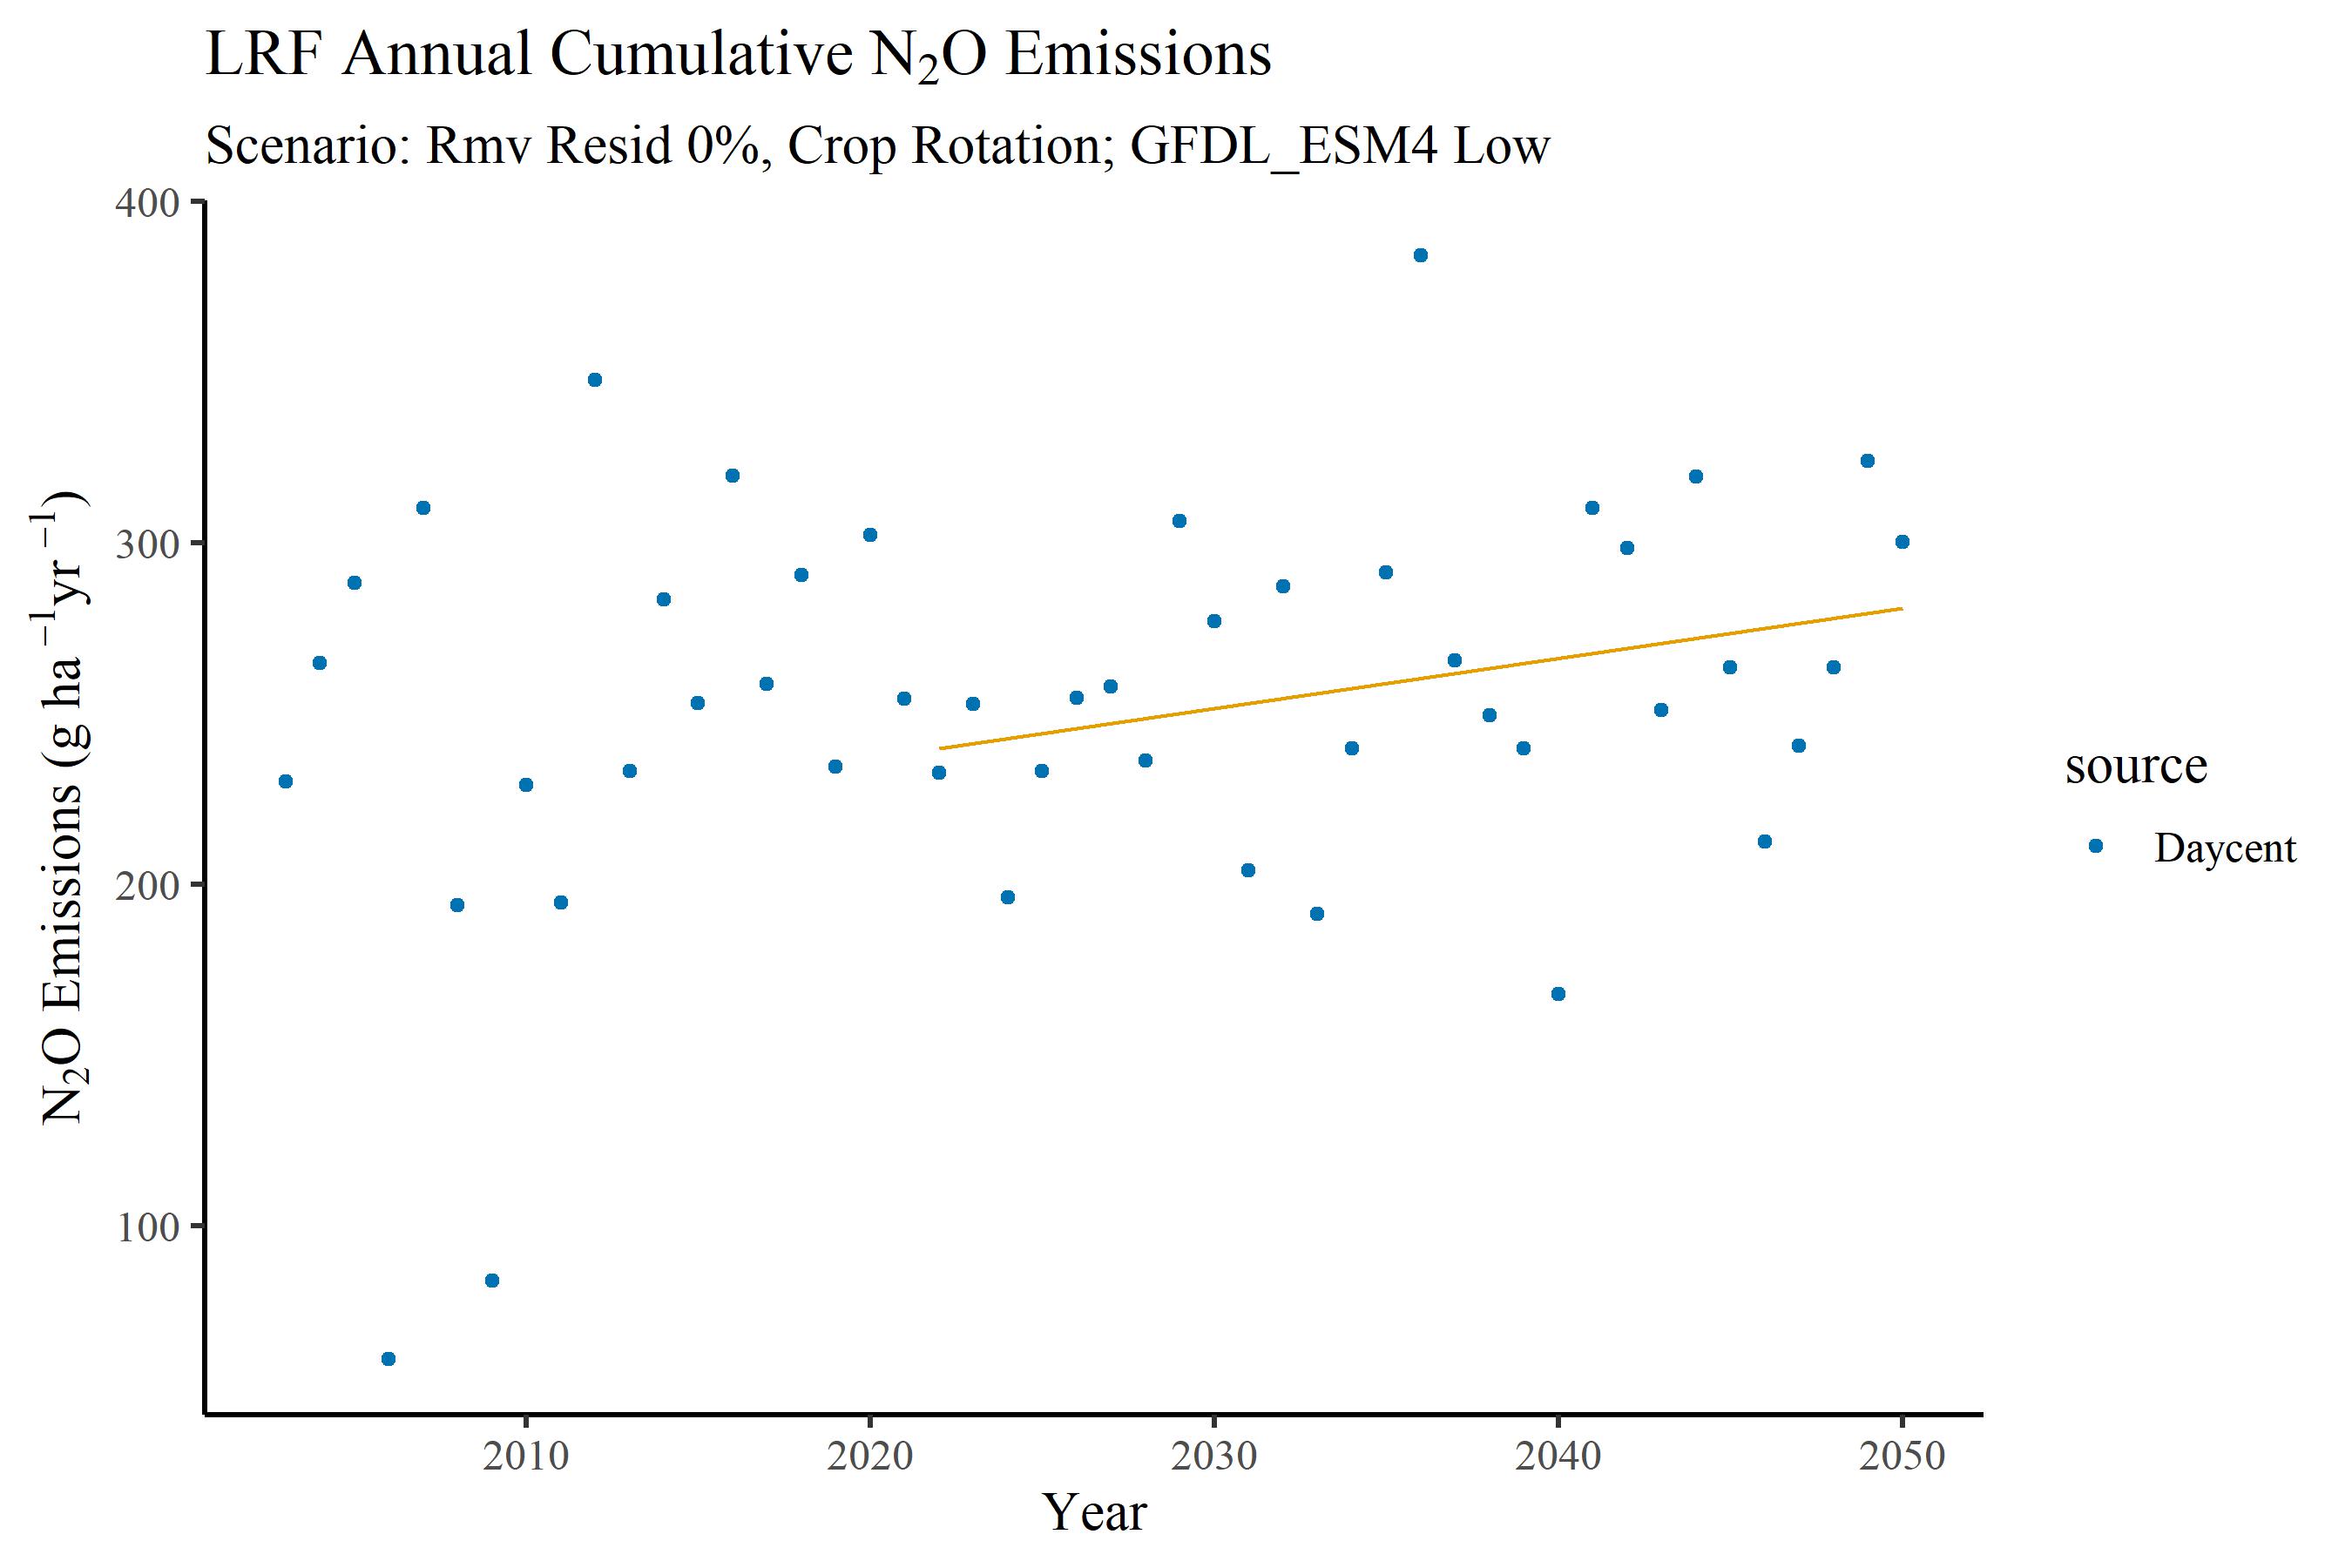 LRF Annual Cumulative N₂O Emissions
Scenario: Rmv Resid 0%, Crop Rotation; GFDL_ESM4 Low
N₂O Emissions (g ha ⁻¹yr ⁻¹)
400
300
200
100
2010 2020 2030 2040 2050
Year
source
Daycent